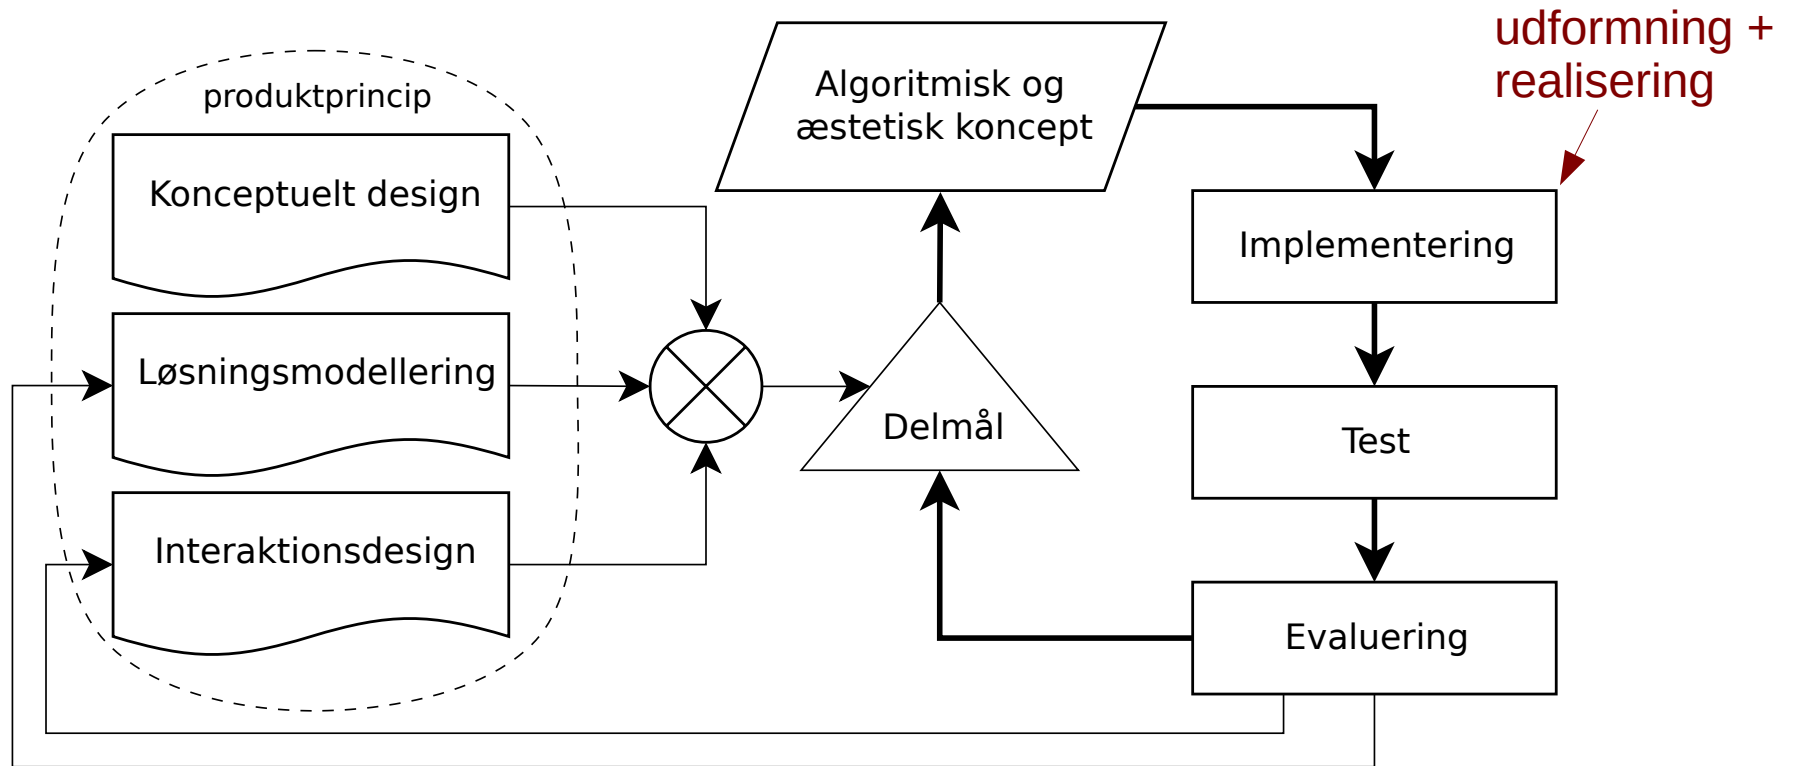 produktprincip
Konceptuelt design
Løsningsmodellering
Interaktionsdesign
Algoritmisk og
æstetisk koncept
Delmål
udformning +
realisering
Implementering
Test
Evaluering